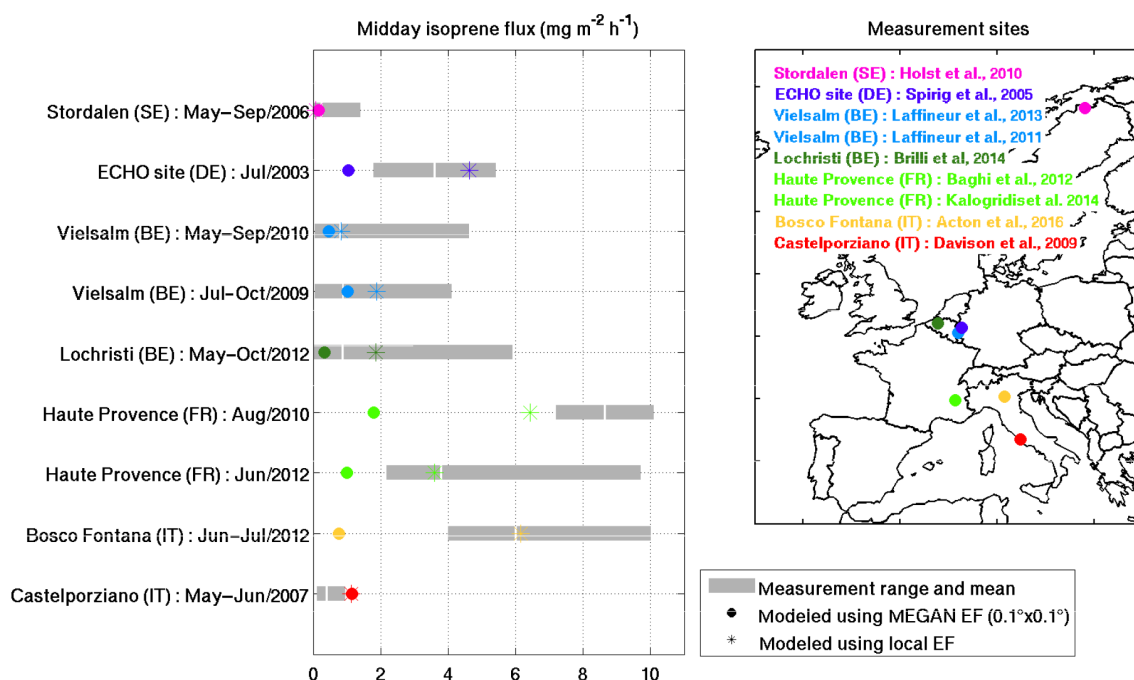 Midday isoprene flux (mg m⁻² h⁻¹)
Stordalen (SE) : May–Sep/2006
ECHO site (DE) : Jul/2003
Vielsalm (BE) : May–Sep/2010
Vielsalm (BE) : Jul–Oct/2009
Lochristi (BE) : May–Oct/2012
Haute Provence (FR) : Aug/2010
Haute Provence (FR) : Jun/2012
Bosco Fontana (IT) : Jun–Jul/2012
Castelporziano (IT) : May–Jun/2007
0 2 4 6 8 10
Measurement sites
Stordalen (SE) : Holst et al., 2010
ECHO site (DE) : Spirig et al., 2005
Vielsalm (BE) : Laffineur et al., 2013
Vielsalm (BE) : Laffineur et al., 2011
Lochristi (BE) : Brilli et al., 2014
Haute Provence (FR) : Baghi et al., 2012
Haute Provence (FR) : Kalogridiset al. 2014
Bosco Fontana (IT) : Acton et al., 2016
Castelporziano (IT) : Davison et al., 2009
Measurement range and mean
Modeled using MEGAN EF (0.1°x0.1°)
Modeled using local EF